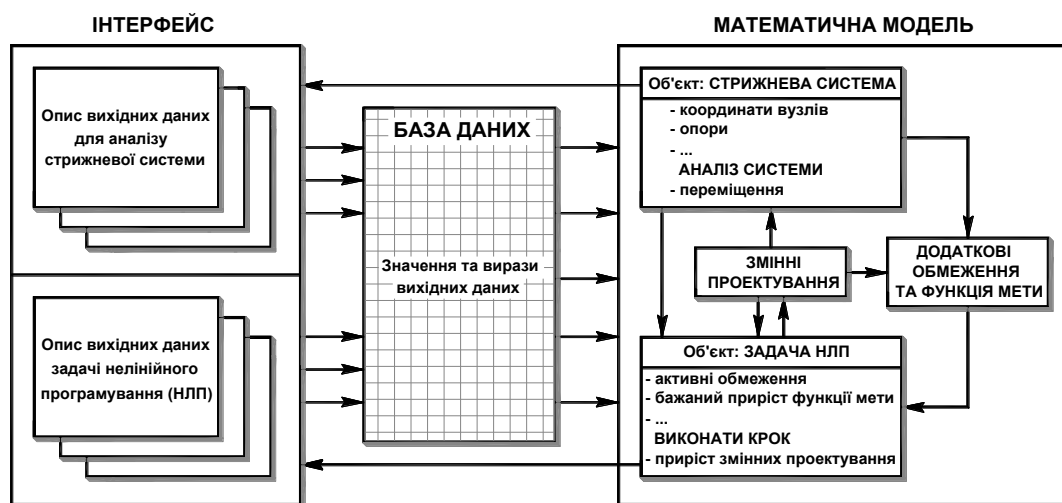 ІНТЕРФЕЙС
МАТЕМАТИЧНА МОДЕЛЬ
Опис вихідних даних
для аналізу
стрижневої системи
Опис вихідних даних
задачі нелінійного
програмування (НЛП)
БАЗА ДАНИХ
Значення та вирази
вихідних даних
Об'єкт: СТРИЖНЕВА СИСТЕМА
- координати вузлів
- опори
- ...
АНАЛІЗ СИСТЕМИ
- переміщення
ЗМІННІ
ПРОЕКТУВАННЯ
ДОДАТКОВІ
ОБМЕЖЕННЯ
ТА ФУНКЦІЯ МЕТИ
Об'єкт: ЗАДАЧА НЛП
- активні обмеження
- бажаний приріст функції мети
- ...
ВИКОНАТИ КРОК
- приріст змінних проектування